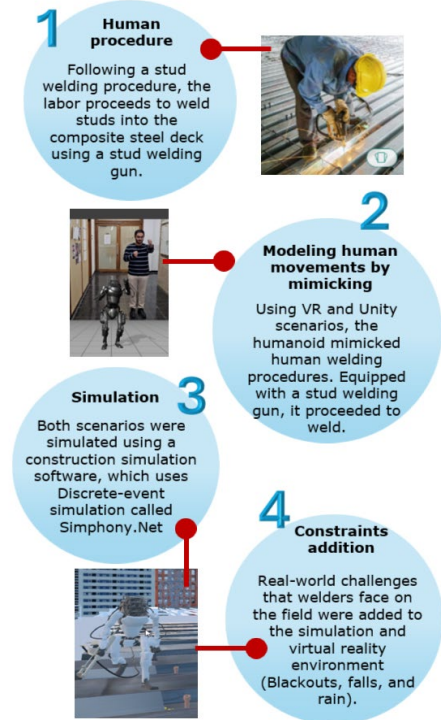 1
Human
procedure
Following a stud
welding procedure, the
labor proceeds to weld
studs into the
composite steel deck
using a stud welding
gun.
2
Modeling human
movements by
mimicking
Using VR and Unity
scenarios, the
humanoid mimicked
human welding
procedures. Equipped
with a stud welding
gun, it proceeded to
weld.
3
Simulation
Both scenarios were
simulated using a
construction simulation
software, which uses
Discrete-event
simulation called
Simphony.Net
4
Constraints
addition
Real-world challenges
that welders face on
the field were added to
the simulation and
virtual reality
environment
(Blackouts, falls, and
rain).